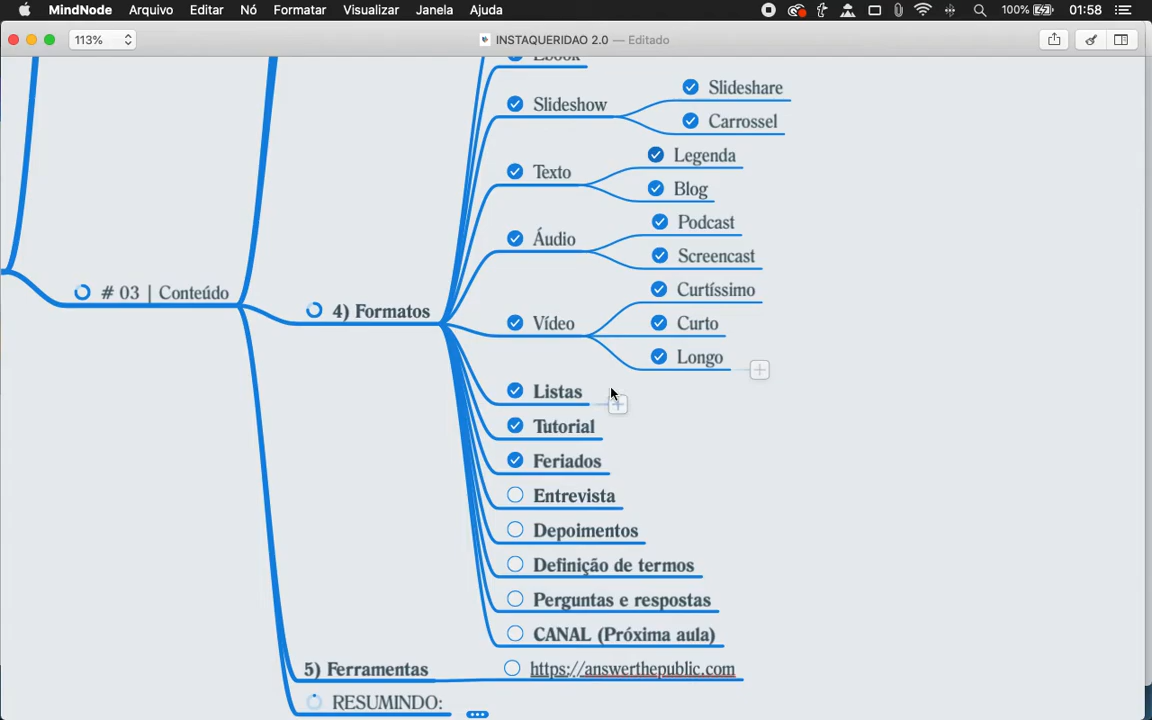 MindNode Arquivo Editar Nó Formatar Visualizar Janela Ajuda 100% 01:58
113% INSTAQUERIDAO 2.0 — Editado
Ebook
Slideshow
Slideshare
Carrossel
Texto
Legenda
Blog
Áudio
Podcast
Screencast
# 03 | Conteúdo
4) Formatos
Vídeo
Curtíssimo
Curto
Longo
Listas
Tutorial
Feriados
Entrevista
Depoimentos
Definição de termos
Perguntas e respostas
CANAL (Próxima aula)
5) Ferramentas
https://answerthepublic.com
RESUMINDO: